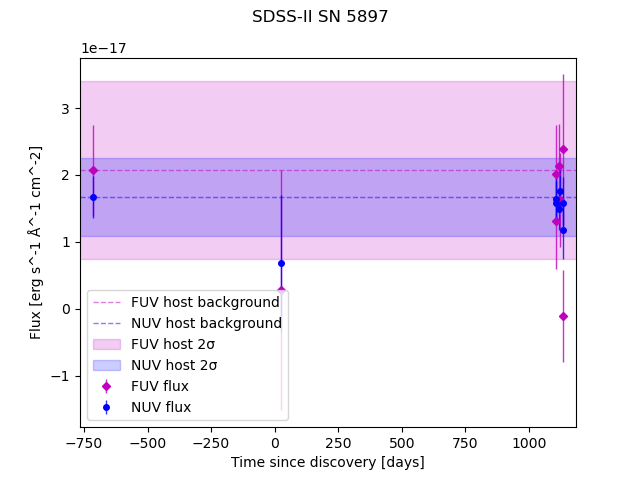 SDSS-II SN 5897
1e−17
3
2
1
0
−1
Flux [erg s^-1 Å^-1 cm^-2]
FUV host background
NUV host background
FUV host 2σ
NUV host 2σ
FUV flux
NUV flux
−750 −500 −250 0 250 500 750 1000
Time since discovery [days]